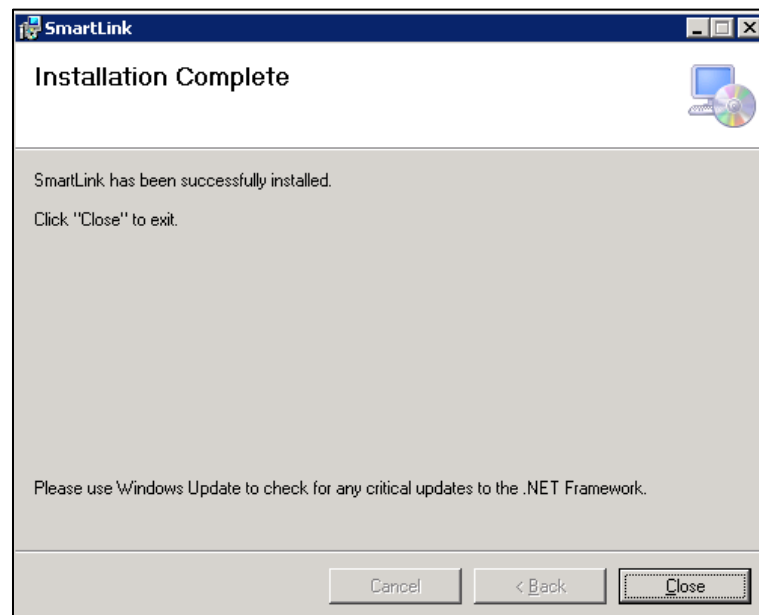 SmartLink
Installation Complete
SmartLink has been successfully installed.
Click "Close" to exit.
Please use Windows Update to check for any critical updates to the .NET Framework.
Cancel
< Back
Close